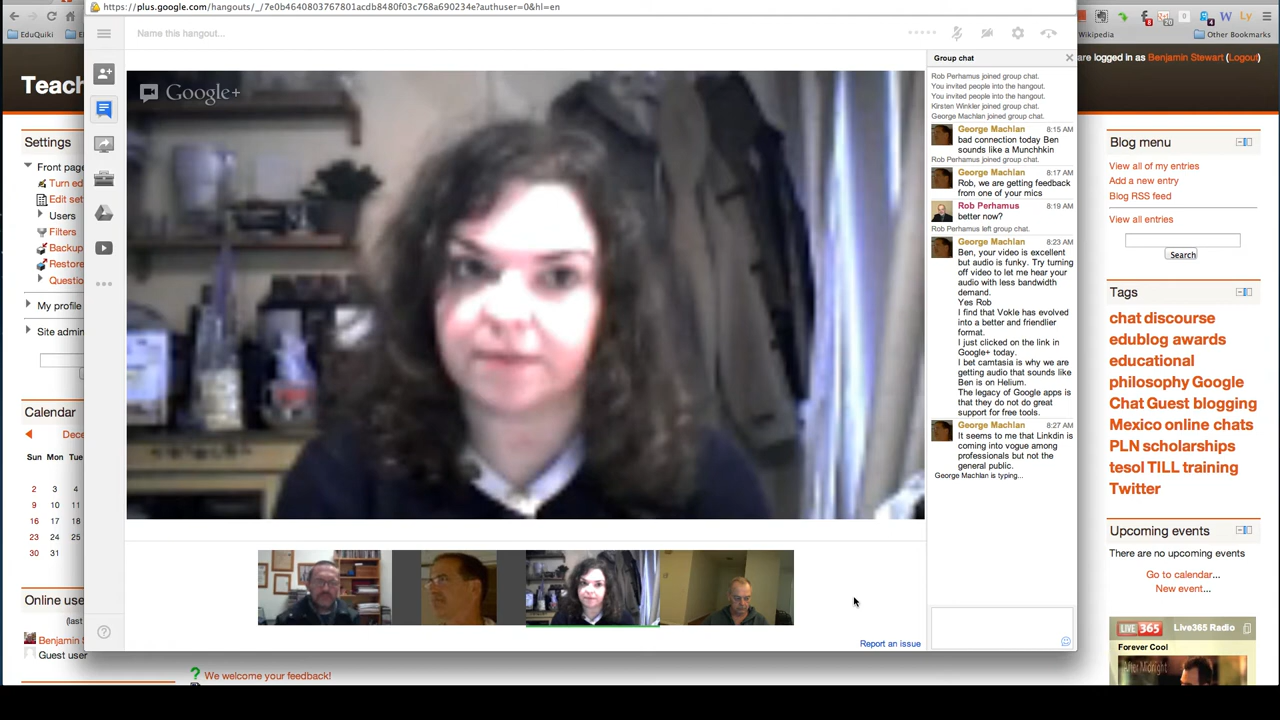 https://plus.google.com/hangouts/_/7e0b4640803767801acdb8480f03c768a690234e?authuser=0&hl=en
EduQuiki
Wikipedia
Other Bookmarks
Name this hangout...
are logged in as Benjamin Stewart (Logout)
Teach
Google+
Settings
Front page
Turn ed
Edit set
Users
Filters
Backup
Restore
Questio
My profile
Site admin
Calendar
Dece
Sun Mon Tue
2 3 4
9 10 11
16 17 18
23 24 25
30 31
Online use
(last
Benjamin
Guest user
We welcome your feedback!
Report an issue
Group chat
Rob Perhamus joined group chat.
You invited people into the hangout.
You invited people into the hangout.
Kirsten Winkler joined group chat.
George Machlan joined group chat.
George Machlan 8:15 AM
bad connection today Ben
sounds like a Munchhkin
Rob Perhamus joined group chat.
George Machlan 8:17 AM
Rob, we are getting feedback
from one of your mics
Rob Perhamus 8:19 AM
better now?
Rob Perhamus left group chat.
George Machlan 8:23 AM
Ben, your video is excellent
but audio is funky. Try turning
off video to let me hear your
audio with less bandwidth
demand.
Yes Rob
I find that Vokle has evolved
into a better and friendlier
format.
I just clicked on the link in
Google+ today.
I bet camtasia is why we are
getting audio that sounds like
Ben is on Helium.
The legacy of Google apps is
that they do not do great
support for free tools.
George Machlan 8:27 AM
It seems to me that Linkdin is
coming into vogue among
professionals but not the
general public.
George Machlan is typing...
Blog menu
View all of my entries
Add a new entry
Blog RSS feed
View all entries
Search
Tags
chat discourse
edublog awards
educational
philosophy Google
Chat Guest blogging
Mexico online chats
PLN scholarships
tesol TILL training
Twitter
Upcoming events
There are no upcoming events
Go to calendar...
New event...
LIVE 365 Live365 Radio
Forever Cool
After Midnight